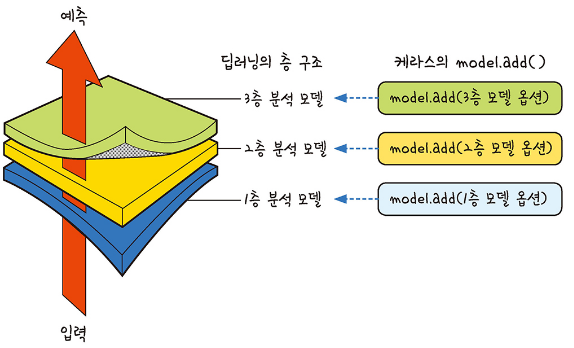 예측
딥러닝의 층 구조
케라스의 model.add()
3층 분석 모델
model.add(3층 모델 옵션)
2층 분석 모델
model.add(2층 모델 옵션)
1층 분석 모델
model.add(1층 모델 옵션)
입력